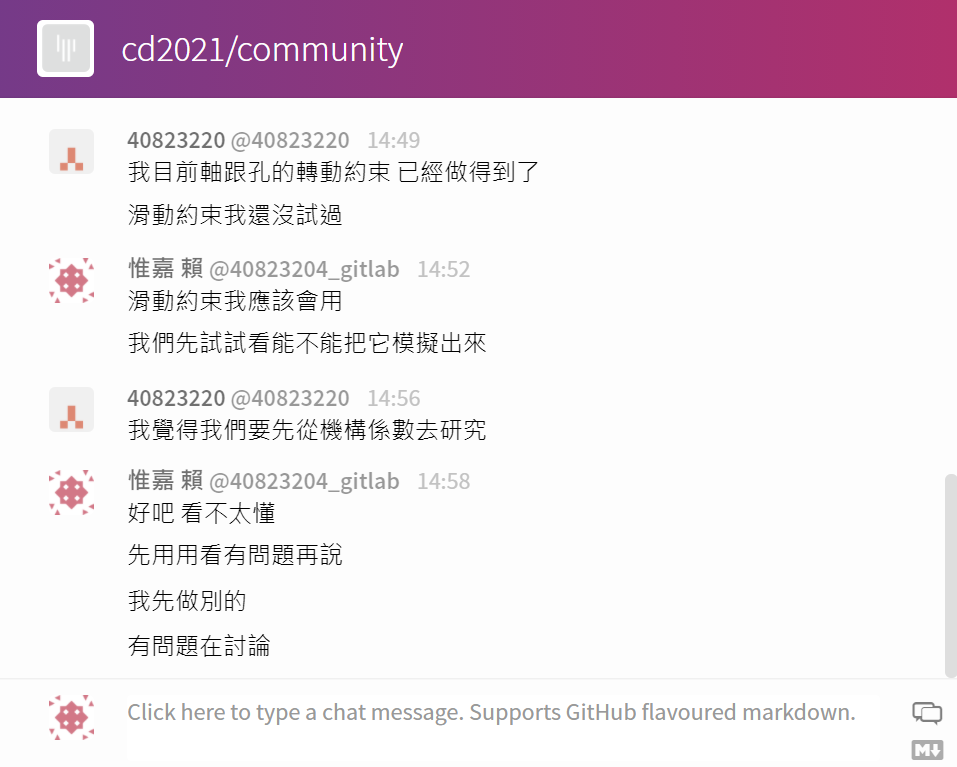 cd2021/community
40823220 @40823220 14:49
我目前軸跟孔的轉動約束 已經做得到了
滑動約束我還沒試過
惟嘉 賴 @40823204_gitlab 14:52
滑動約束我應該會用
我們先試試看能不能把它模擬出來
40823220 @40823220 14:56
我覺得我們要先從機構係數去研究
惟嘉 賴 @40823204_gitlab 14:58
好吧 看不太懂
先用用看有問題再說
我先做別的
有問題在討論
Click here to type a chat message. Supports GitHub flavoured markdown.
M